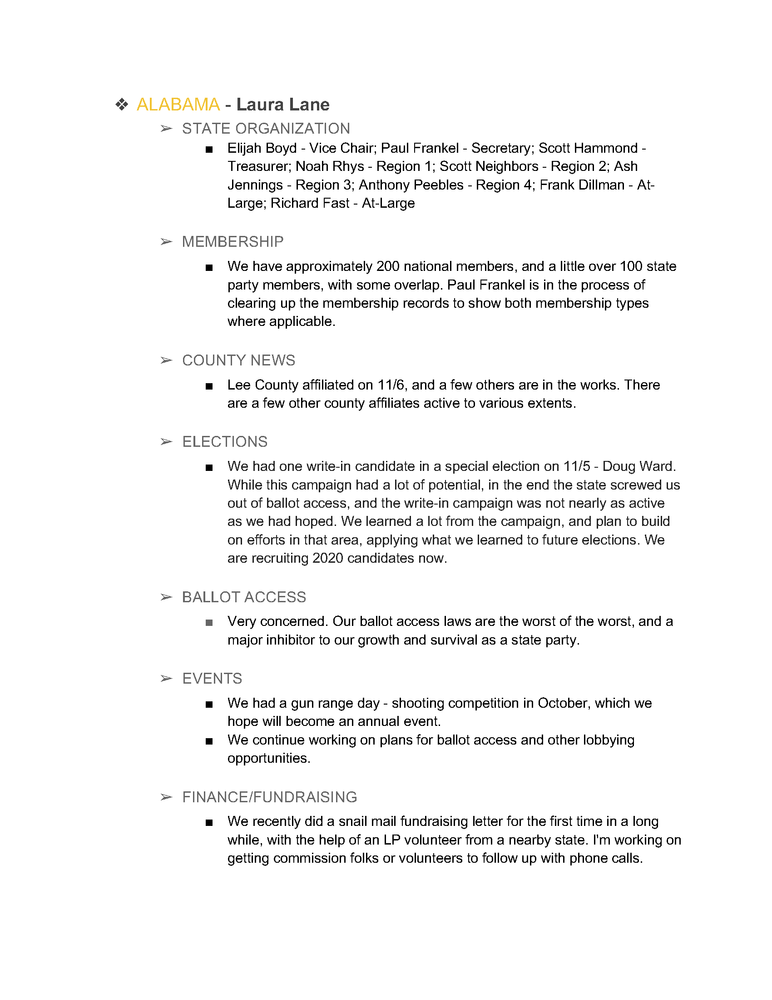 ❖ ALABAMA - Laura Lane
➢ STATE ORGANIZATION
■ Elijah Boyd - Vice Chair; Paul Frankel - Secretary; Scott Hammond -
Treasurer; Noah Rhys - Region 1; Scott Neighbors - Region 2; Ash
Jennings - Region 3; Anthony Peebles - Region 4; Frank Dillman - At-
Large; Richard Fast - At-Large
➢ MEMBERSHIP
■ We have approximately 200 national members, and a little over 100 state
party members, with some overlap. Paul Frankel is in the process of
clearing up the membership records to show both membership types
where applicable.
➢ COUNTY NEWS
■ Lee County affiliated on 11/6, and a few others are in the works. There
are a few other county affiliates active to various extents.
➢ ELECTIONS
■ We had one write-in candidate in a special election on 11/5 - Doug Ward.
While this campaign had a lot of potential, in the end the state screwed us
out of ballot access, and the write-in campaign was not nearly as active
as we had hoped. We learned a lot from the campaign, and plan to build
on efforts in that area, applying what we learned to future elections. We
are recruiting 2020 candidates now.
➢ BALLOT ACCESS
■ Very concerned. Our ballot access laws are the worst of the worst, and a
major inhibitor to our growth and survival as a state party.
➢ EVENTS
■ We had a gun range day - shooting competition in October, which we
hope will become an annual event.
■ We continue working on plans for ballot access and other lobbying
opportunities.
➢ FINANCE/FUNDRAISING
■ We recently did a snail mail fundraising letter for the first time in a long
while, with the help of an LP volunteer from a nearby state. I'm working on
getting commission folks or volunteers to follow up with phone calls.